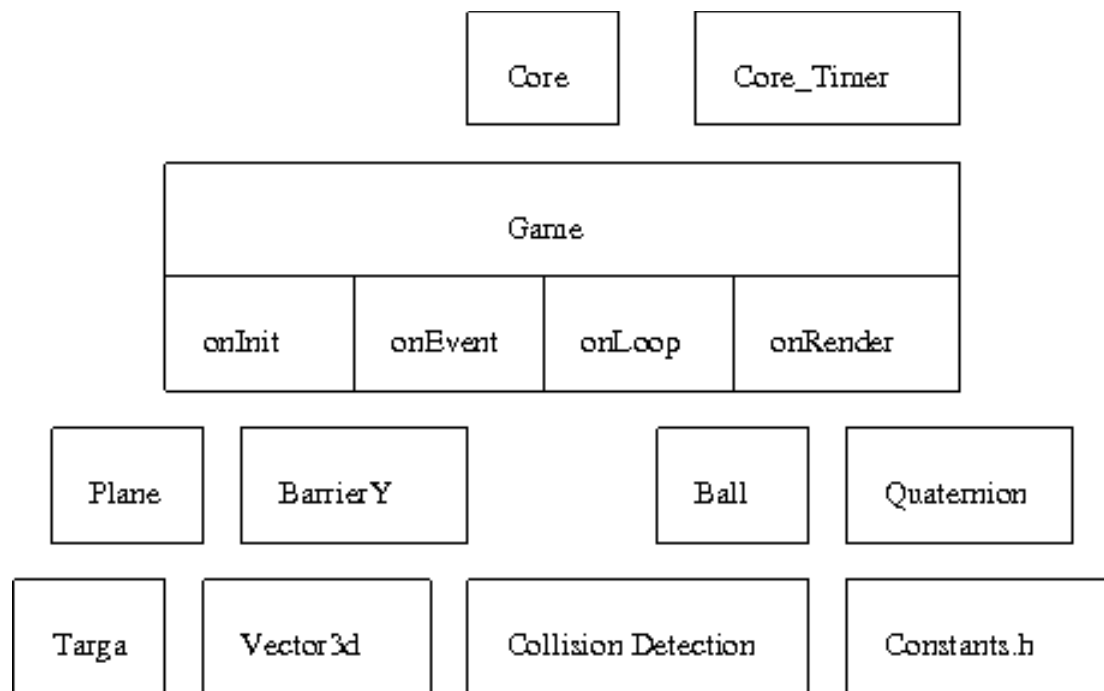 Core Core_Timer
Game
onInit onEvent onLoop onRender
Plane BarrierY Ball Quaternion
Targa Vector3d Collision Detection Constants.h